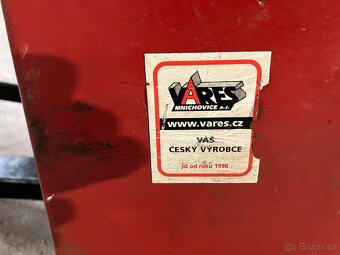 VARES
MNICHOVICE a.s.
www.vares.cz
VÁŠ
ČESKÝ VÝROBCE
již od roku 1990
bazos.cz